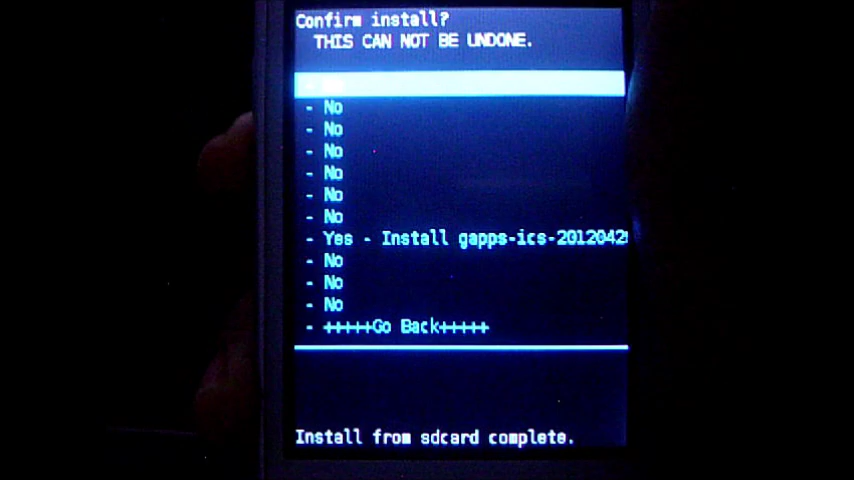 Confirm install?
THIS CAN NOT BE UNDONE.
- No
- No
- No
- No
- No
- No
- Yes - Install gapps-ics-2012042
- No
- No
- No
- +++++Go Back+++++
Install from sdcard complete.